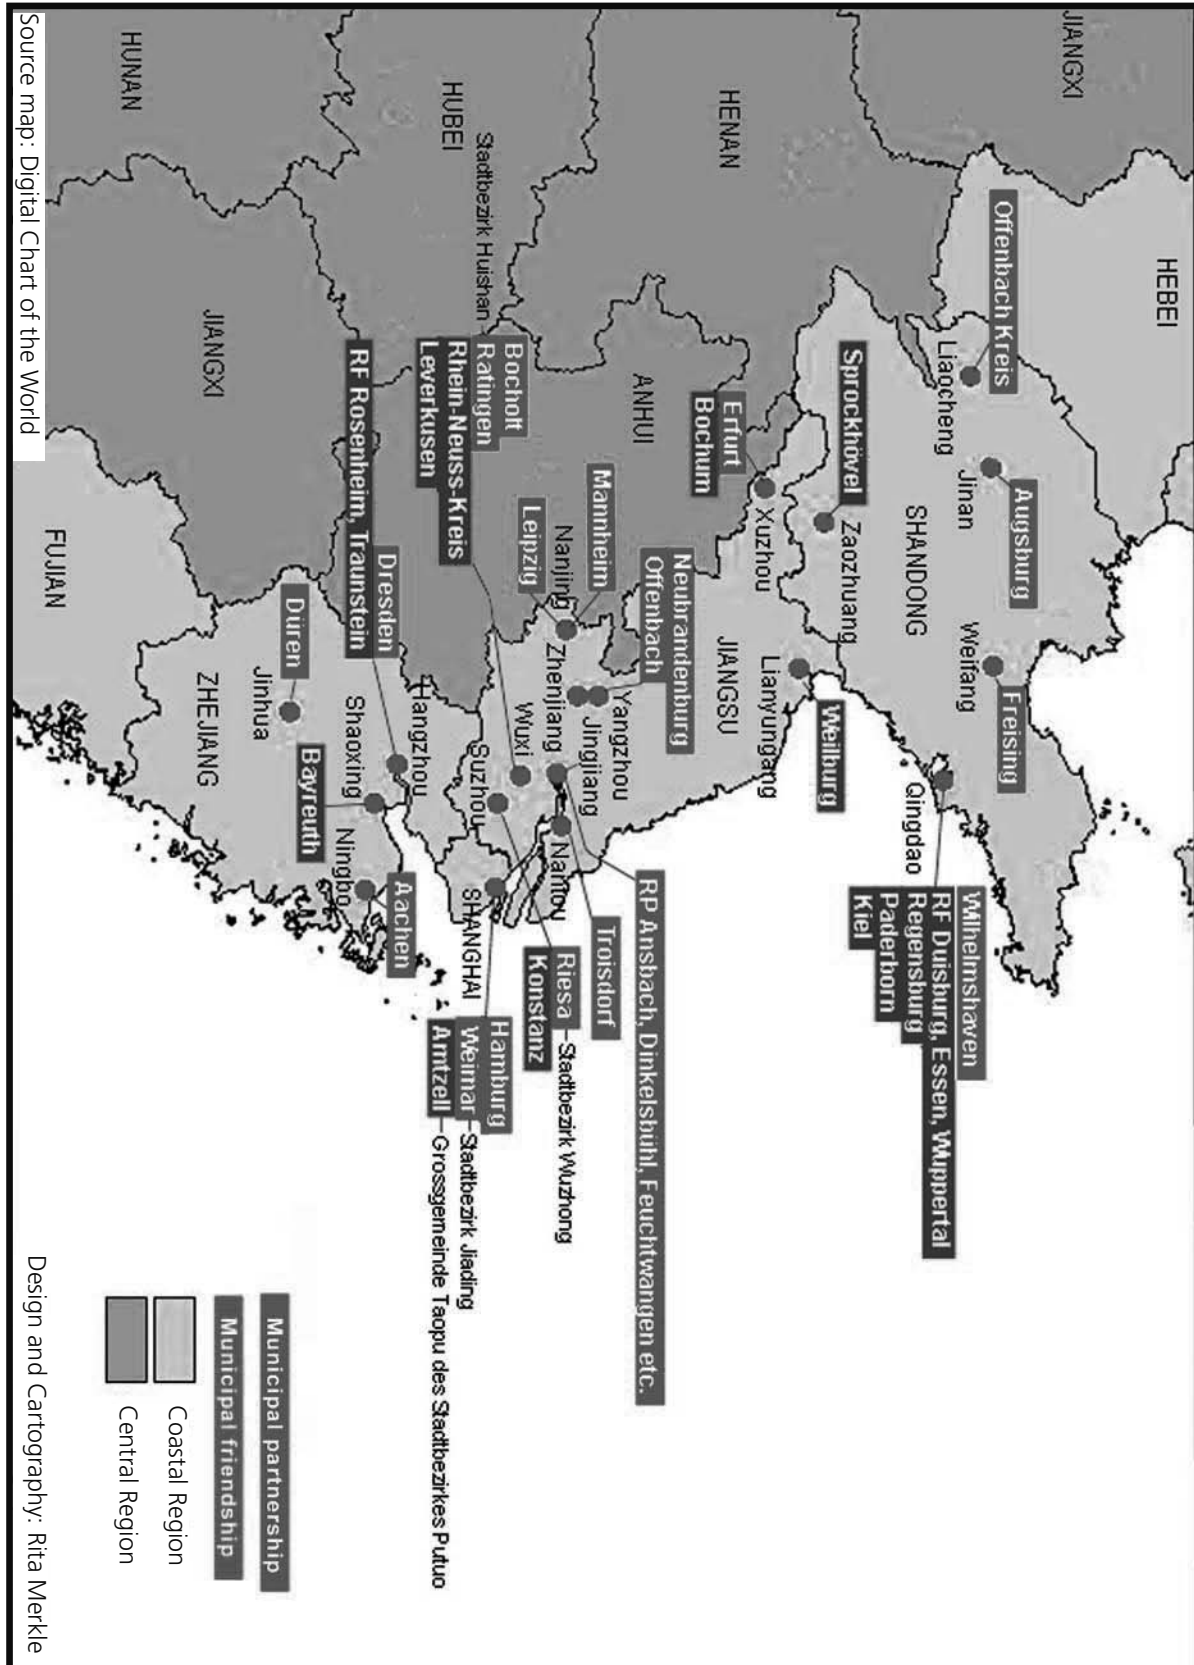 JIANGXI
HEBEI
Offenbach Kreis
Liaocheng
Augsburg
Jinan
SHANDONG
Weifang
Freising
Qingdao
Wilhelmshaven
RF Duisburg, Essen, Wuppertal
Regensburg
Paderborn
Kiel
HENAN
Sprockhövel
Zaozhuang
Erfurt
Bochum
Xuzhou
Lianyungang
Weilburg
ANHUI
JIANGSU
Neubrandenburg
Offenbach
Mannheim
Nanjing
Leipzig
Yangzhou
Jingjiang
Zhenjiang
RP Ansbach, Dinkelsbühl, Feuchtwangen etc.
Troisdorf
HUBEI
Stadtbezirk Huishan
Bocholt
Ratingen
Rhein-Neuss-Kreis
Leverkusen
Wuxi
Suzhou
Nantou
Riesa
Stadtbezirk Wuzhong
Konstanz
SHANGHAI
Hamburg
Weimar
Stadtbezirk Jiading
Amtzell
Grossgemeinde Taopu des Stadtbezirkes Putuo
Dresden
RF Rosenheim, Traunstein
Hangzhou
Shaoxing
Bayreuth
Ningbo
Aachen
HUNAN
JIANGXI
Düren
Jinhua
ZHEJIANG
FUJIAN
Municipal partnership
Municipal friendship
Coastal Region
Central Region
Source map: Digital Chart of the World
Design and Cartography: Rita Merkle